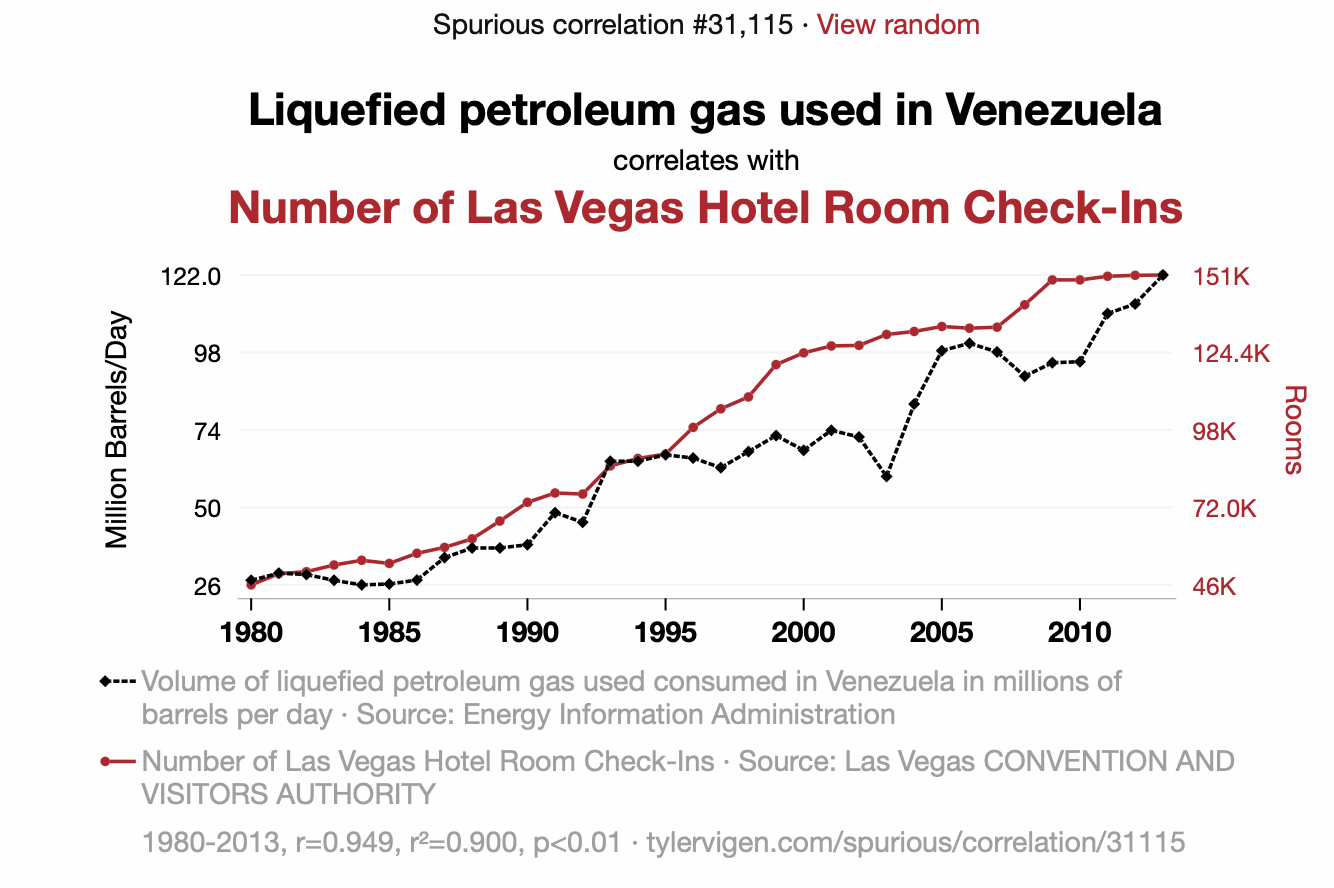 Spurious correlation #31,115 · View random
Liquefied petroleum gas used in Venezuela
correlates with
Number of Las Vegas Hotel Room Check-Ins
Million Barrels/Day
122.0
98
74
50
26
151K
124.4K
98K
72.0K
46K
Rooms
1980 1985 1990 1995 2000 2005 2010
Volume of liquefied petroleum gas used consumed in Venezuela in millions of
barrels per day · Source: Energy Information Administration
Number of Las Vegas Hotel Room Check-Ins · Source: Las Vegas CONVENTION AND
VISITORS AUTHORITY
1980-2013, r=0.949, r²=0.900, p<0.01 · tylervigen.com/spurious/correlation/31115